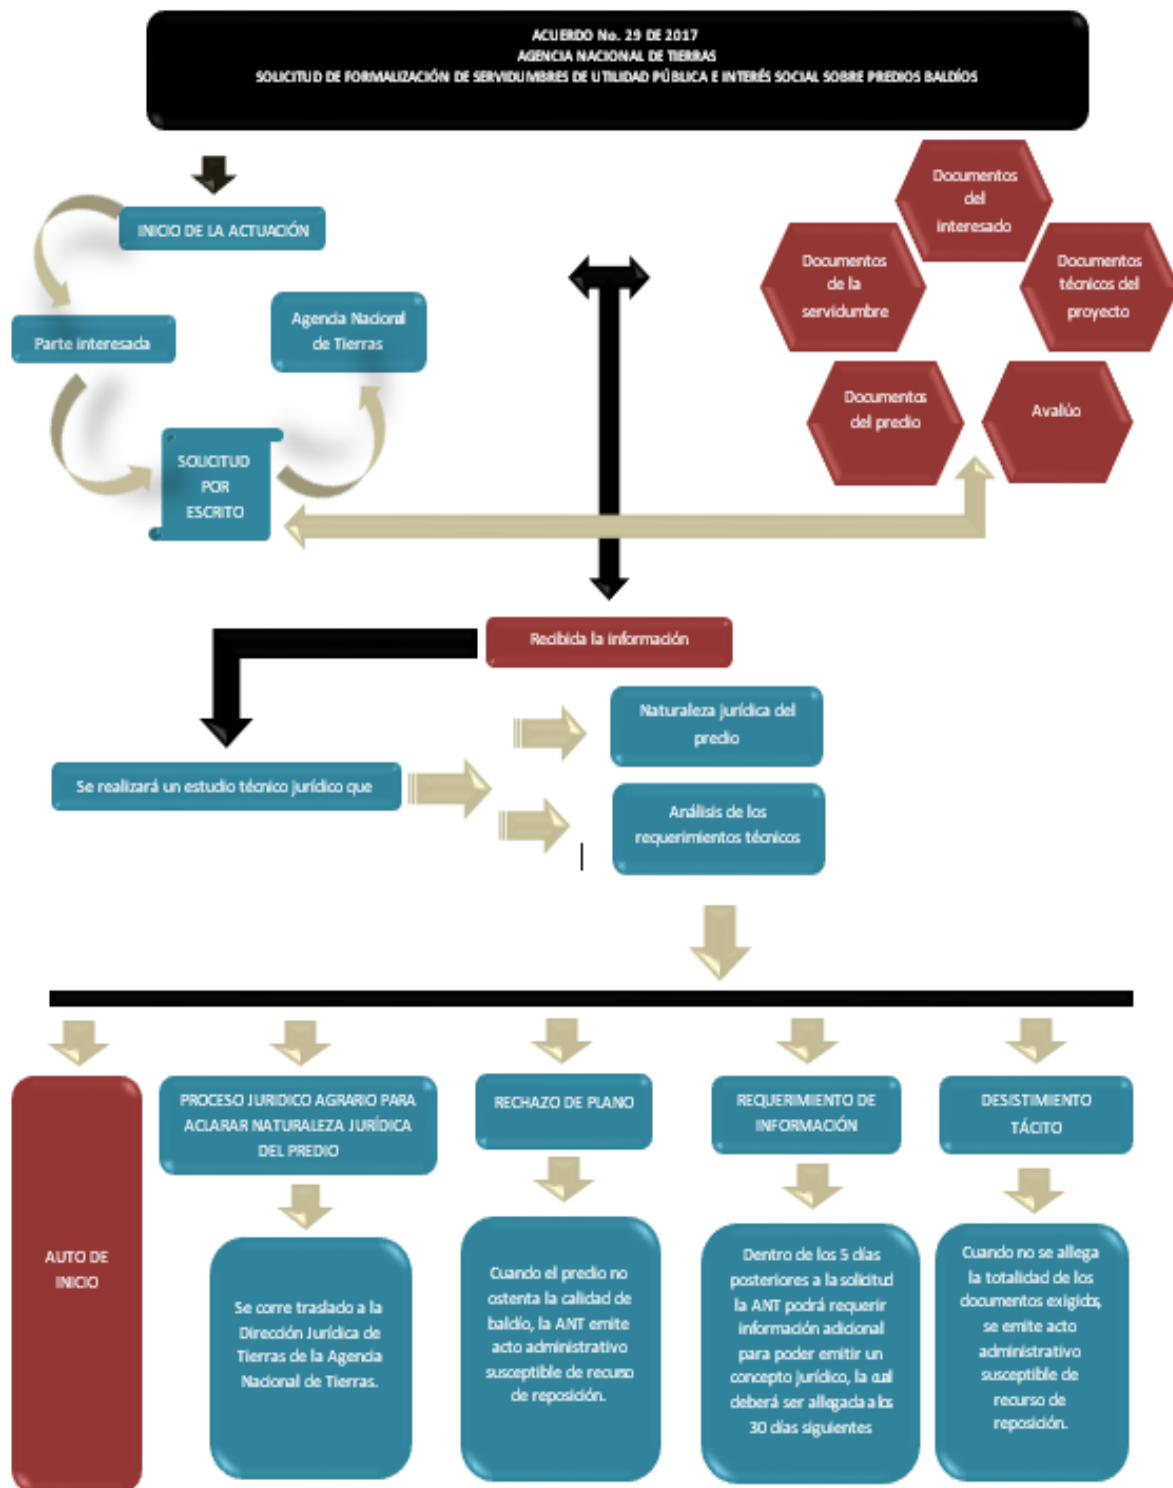 ACUERDO No. 29 DE 2017
AGENCIA NACIONAL DE TIERRAS
SOLICITUD DE FORMALIZACIÓN DE SERVIDUMBRES DE UTILIDAD PÚBLICA E INTERÉS SOCIAL SOBRE PREDIOS BALDÍOS
INICIO DE LA ACTUACIÓN
Parte interesada
Agencia Nacional
de Tierras
SOLICITUD
POR
ESCRITO
Documentos
del
interesado
Documentos
de la
servidumbre
Documentos
técnicos del
proyecto
Documentos
del predio
Avalúo
Recibida la información
Se realizará un estudio técnico jurídico que
Naturaleza jurídica del
predio
Análisis de los
requerimientos técnicos
AUTO DE
INICIO
PROCESO JURIDICO AGRARIO PARA
ACLARAR NATURALEZA JURÍDICA
DEL PREDIO
Se corre traslado a la
Dirección Jurídica de
Tierras de la Agencia
Nacional de Tierras.
RECHAZO DE PLANO
Cuando el predio no
ostenta la calidad de
baldío, la ANT emite
acto administrativo
susceptible de recurso
de reposición.
REQUERIMIENTO DE
INFORMACIÓN
Dentro de los 5 días
posteriores a la solicitud
la ANT podrá requerir
información adicional
para poder emitir un
concepto jurídico, la cual
deberá ser allegada a los
30 días siguientes
DESISTIMIENTO
TÁCITO
Cuando no se allega
la totalidad de los
documentos exigidos,
se emite acto
administrativo
susceptible de
recurso de
reposición.